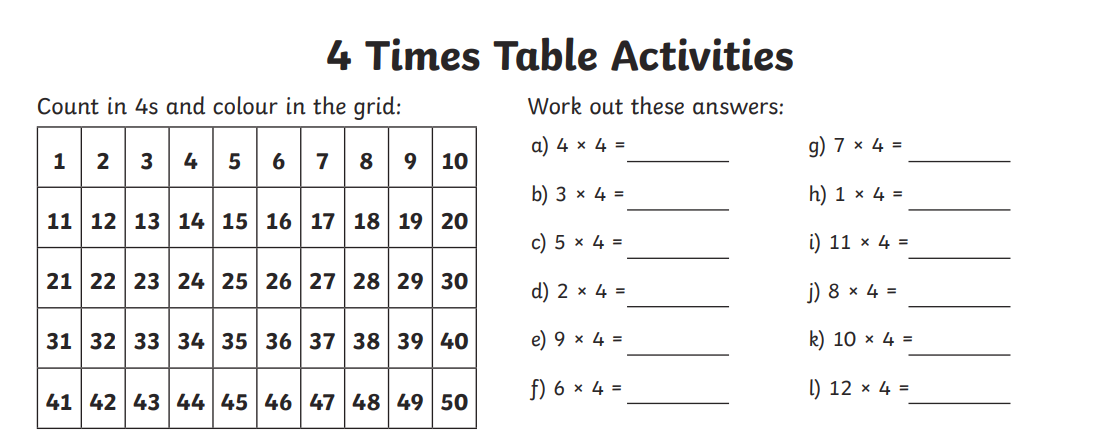 4 Times Table Activities
Count in 4s and colour in the grid:
1 2 3 4 5 6 7 8 9 10
11 12 13 14 15 16 17 18 19 20
21 22 23 24 25 26 27 28 29 30
31 32 33 34 35 36 37 38 39 40
41 42 43 44 45 46 47 48 49 50
Work out these answers:
a) 4 × 4 =
b) 3 × 4 =
c) 5 × 4 =
d) 2 × 4 =
e) 9 × 4 =
f) 6 × 4 =
g) 7 × 4 =
h) 1 × 4 =
i) 11 × 4 =
j) 8 × 4 =
k) 10 × 4 =
l) 12 × 4 =